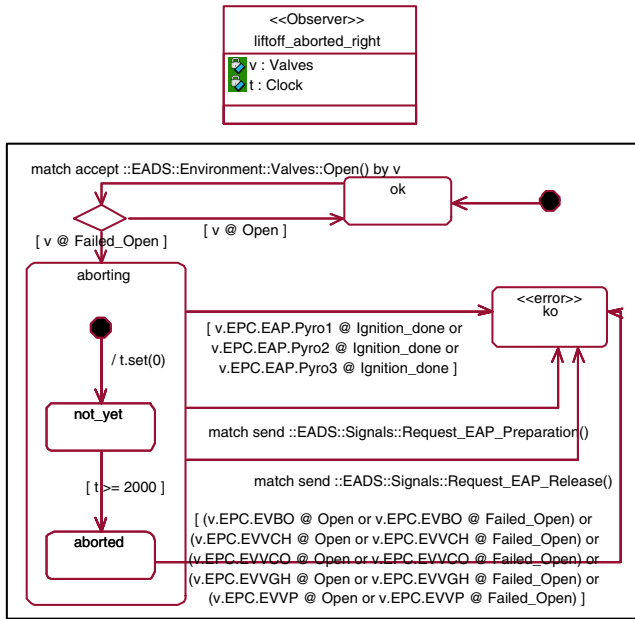 <<Observer>>
liftoff_aborted_right
v : Valves
t : Clock
match accept ::EADS::Environment::Valves::Open() by v
ok
[ v @ Open ]
[ v @ Failed_Open ]
aborting
<<error>>
ko
[ v.EPC.EAP.Pyro1 @ Ignition_done or
v.EPC.EAP.Pyro2 @ Ignition_done or
v.EPC.EAP.Pyro3 @ Ignition_done ]
/ t.set(0)
not_yet
match send ::EADS::Signals::Request_EAP_Preparation()
match send ::EADS::Signals::Request_EAP_Release()
[ t >= 2000 ]
aborted
[ (v.EPC.EVBO @ Open or v.EPC.EVBO @ Failed_Open) or
(v.EPC.EVVCH @ Open or v.EPC.EVVCH @ Failed_Open) or
(v.EPC.EVVCO @ Open or v.EPC.EVVCO @ Failed_Open) or
(v.EPC.EVVGH @ Open or v.EPC.EVVGH @ Failed_Open) or
(v.EPC.EVVP @ Open or v.EPC.EVVP @ Failed_Open) ]